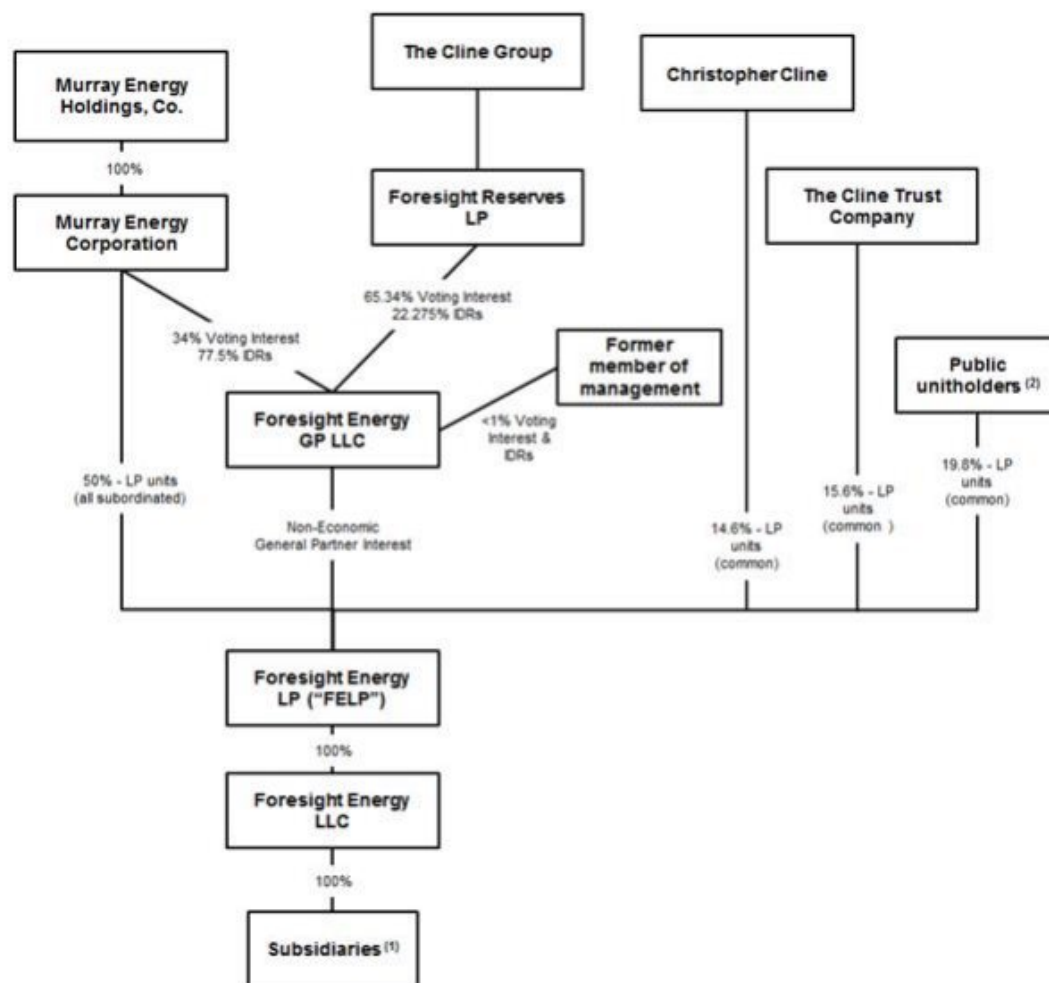 The Cline Group
Christopher Cline
Murray Energy
Holdings, Co.
100%
Foresight Reserves
LP
The Cline Trust
Company
Murray Energy
Corporation
65.34% Voting Interest
22.275% IDRs
34% Voting Interest
77.5% IDRs
Former
member of
management
Public
unitholders (2)
Foresight Energy
GP LLC
<1% Voting
Interest &
IDRs
50% - LP units
(all subordinated)
19.8% - LP
units
(common)
15.6% - LP
units
(common )
Non-Economic
General Partner Interest
14.6% - LP
units
(common)
Foresight Energy
LP (“FELP”)
100%
Foresight Energy
LLC
100%
Subsidiaries (1)